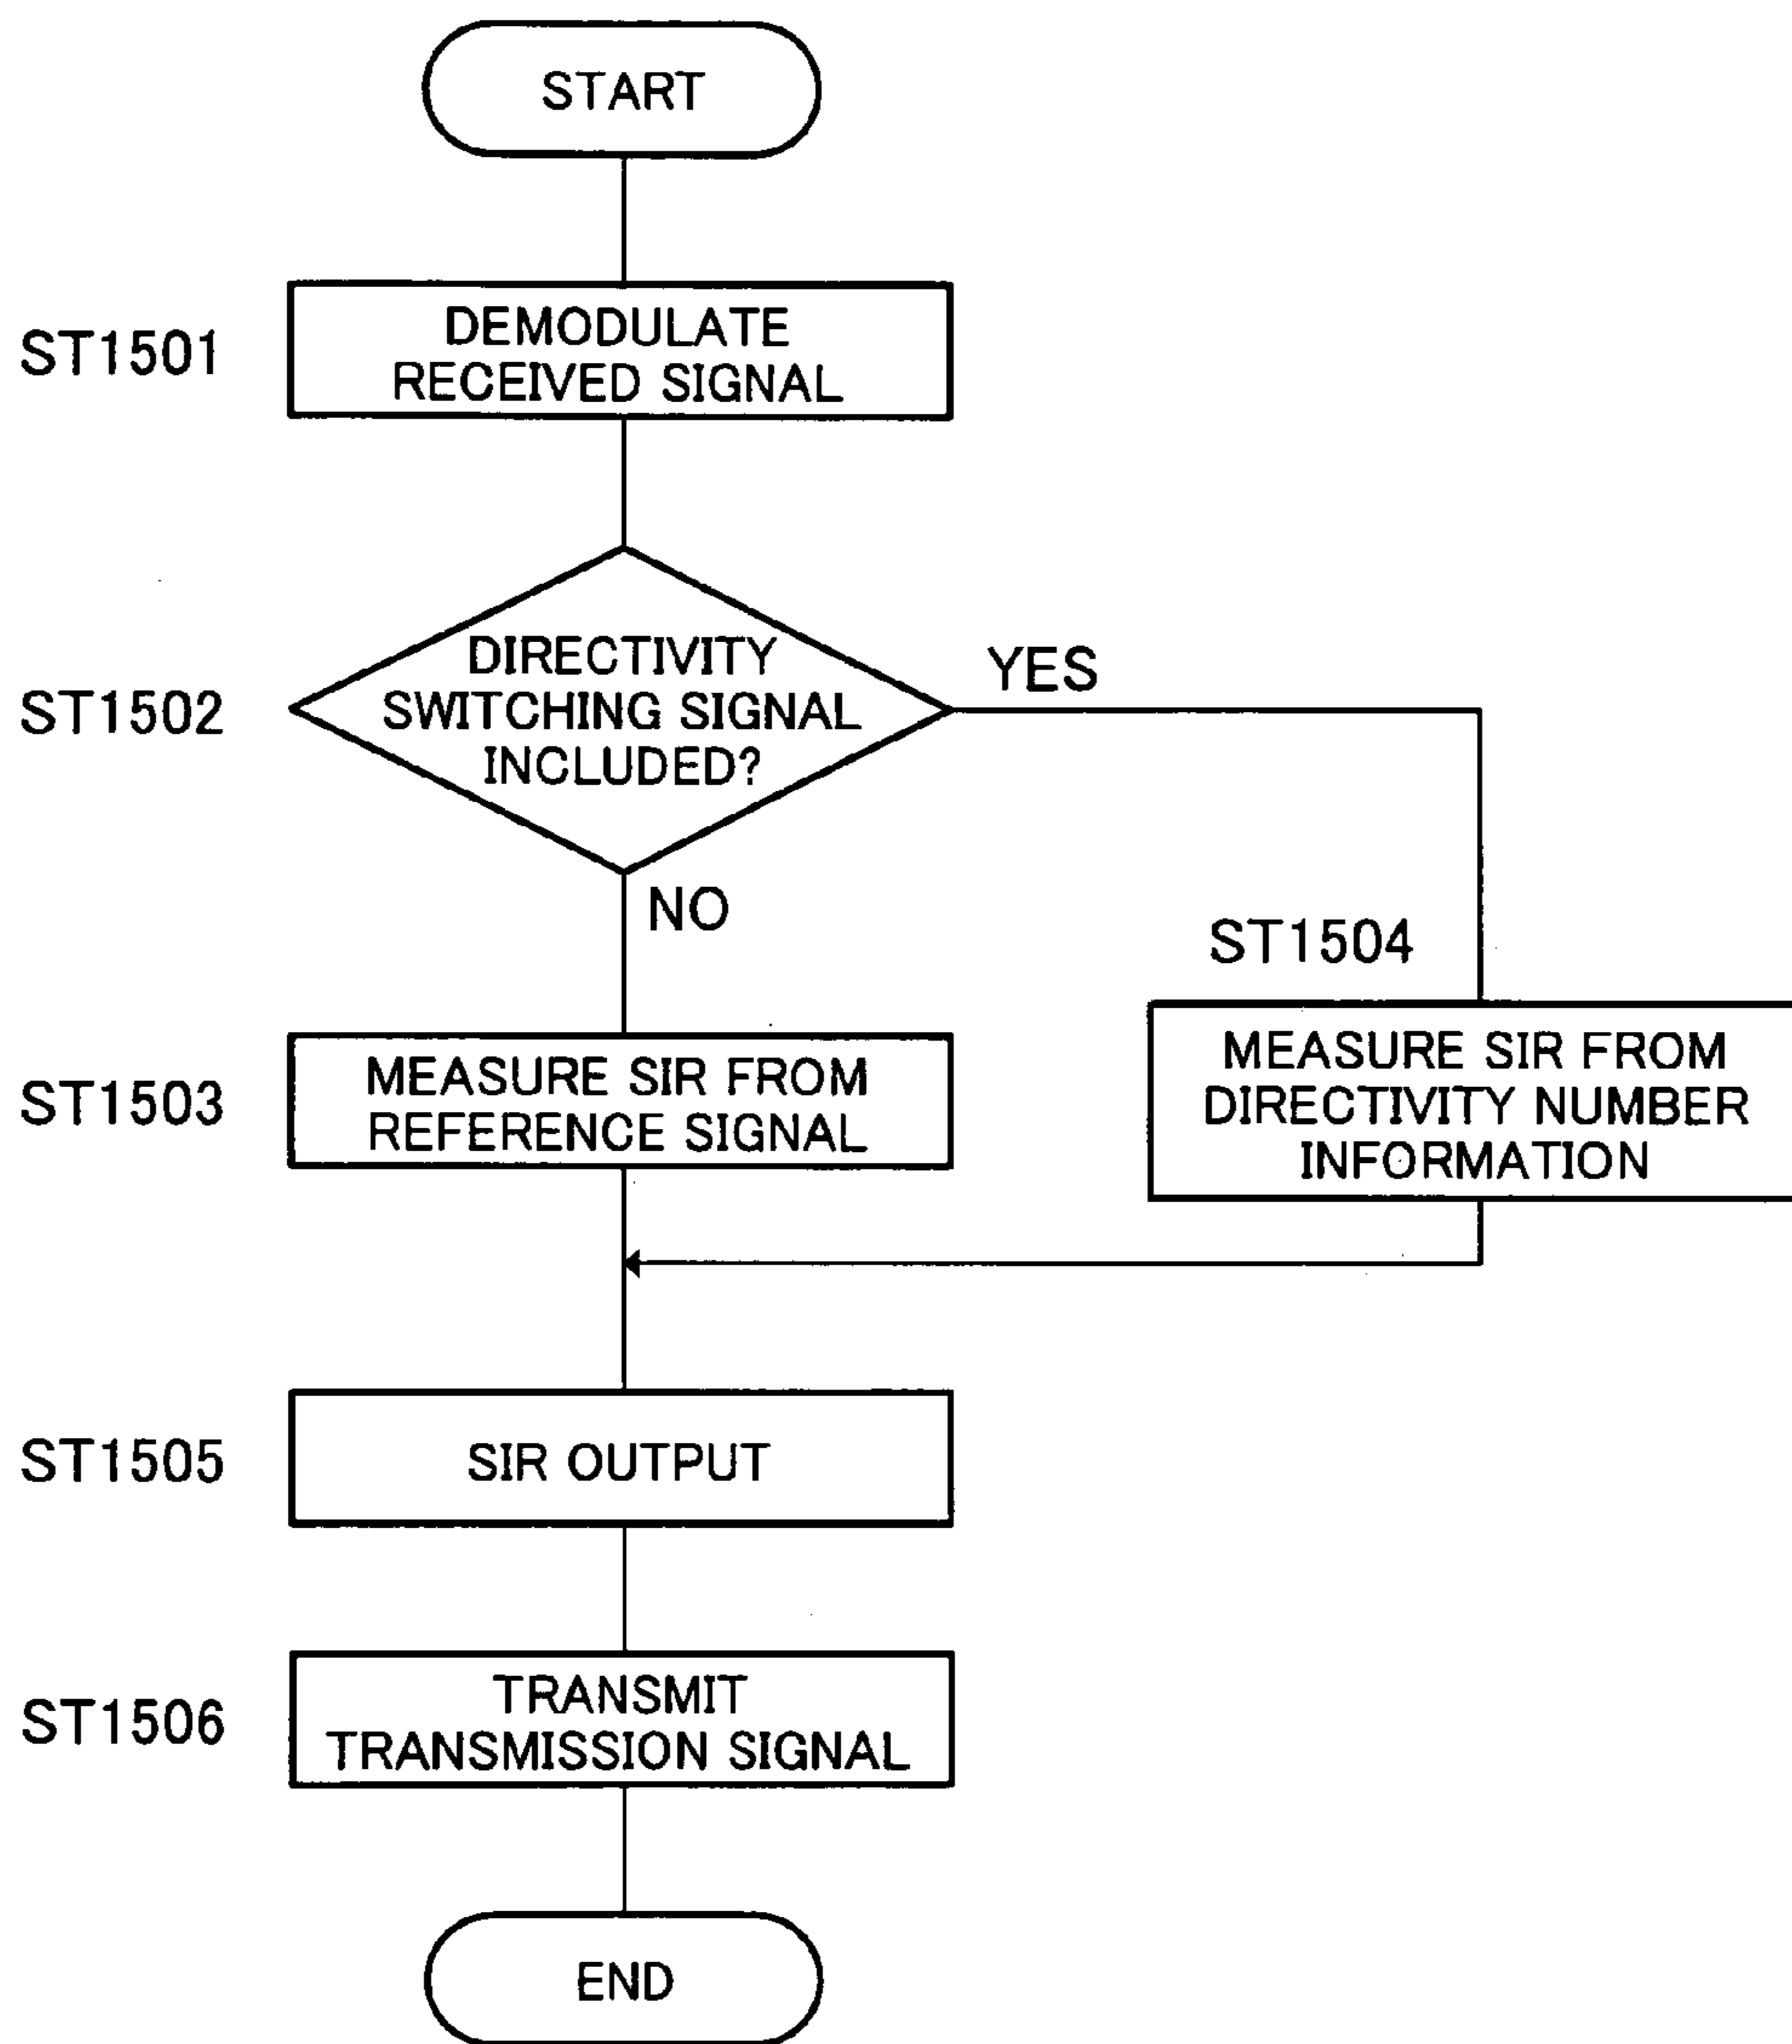 START
ST1501
DEMODULATE
RECEIVED SIGNAL
ST1502
DIRECTIVITY
SWITCHING SIGNAL
INCLUDED?
YES
NO
ST1503
MEASURE SIR FROM
REFERENCE SIGNAL
ST1504
MEASURE SIR FROM
DIRECTIVITY NUMBER
INFORMATION
ST1505
SIR OUTPUT
ST1506
TRANSMIT
TRANSMISSION SIGNAL
END